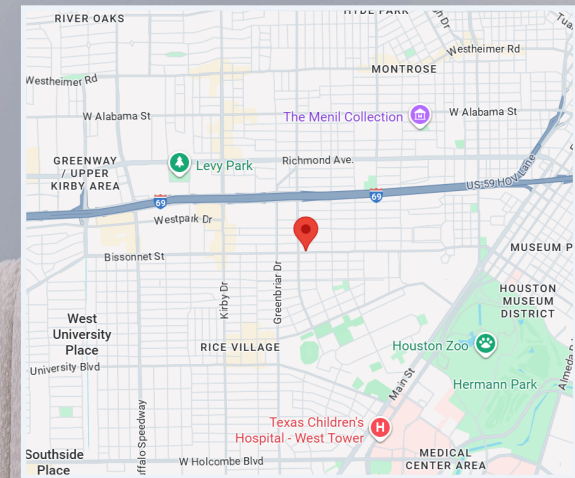 RIVER OAKS
HYDE PARK
Westheimer Rd
MONTROSE
Westheimer Rd
The Menil Collection
W Alabama St
W Alabama St
GREENWAY
/ UPPER
KIRBY AREA
Levy Park
Richmond Ave.
US-59 HOV Lane
69
69
Westpark Dr
Bissonnet St
MUSEUM P
Kirby Dr
Greenbriar Dr
HOUSTON
MUSEUM
DISTRICT
West
University
Place
RICE VILLAGE
Houston Zoo
University Blvd
Main St
Hermann Park
Almeda
Texas Children's
Hospital - West Tower
H
ffalo Speedway
Southside
Place
W Holcombe Blvd
MEDICAL
CENTER AREA